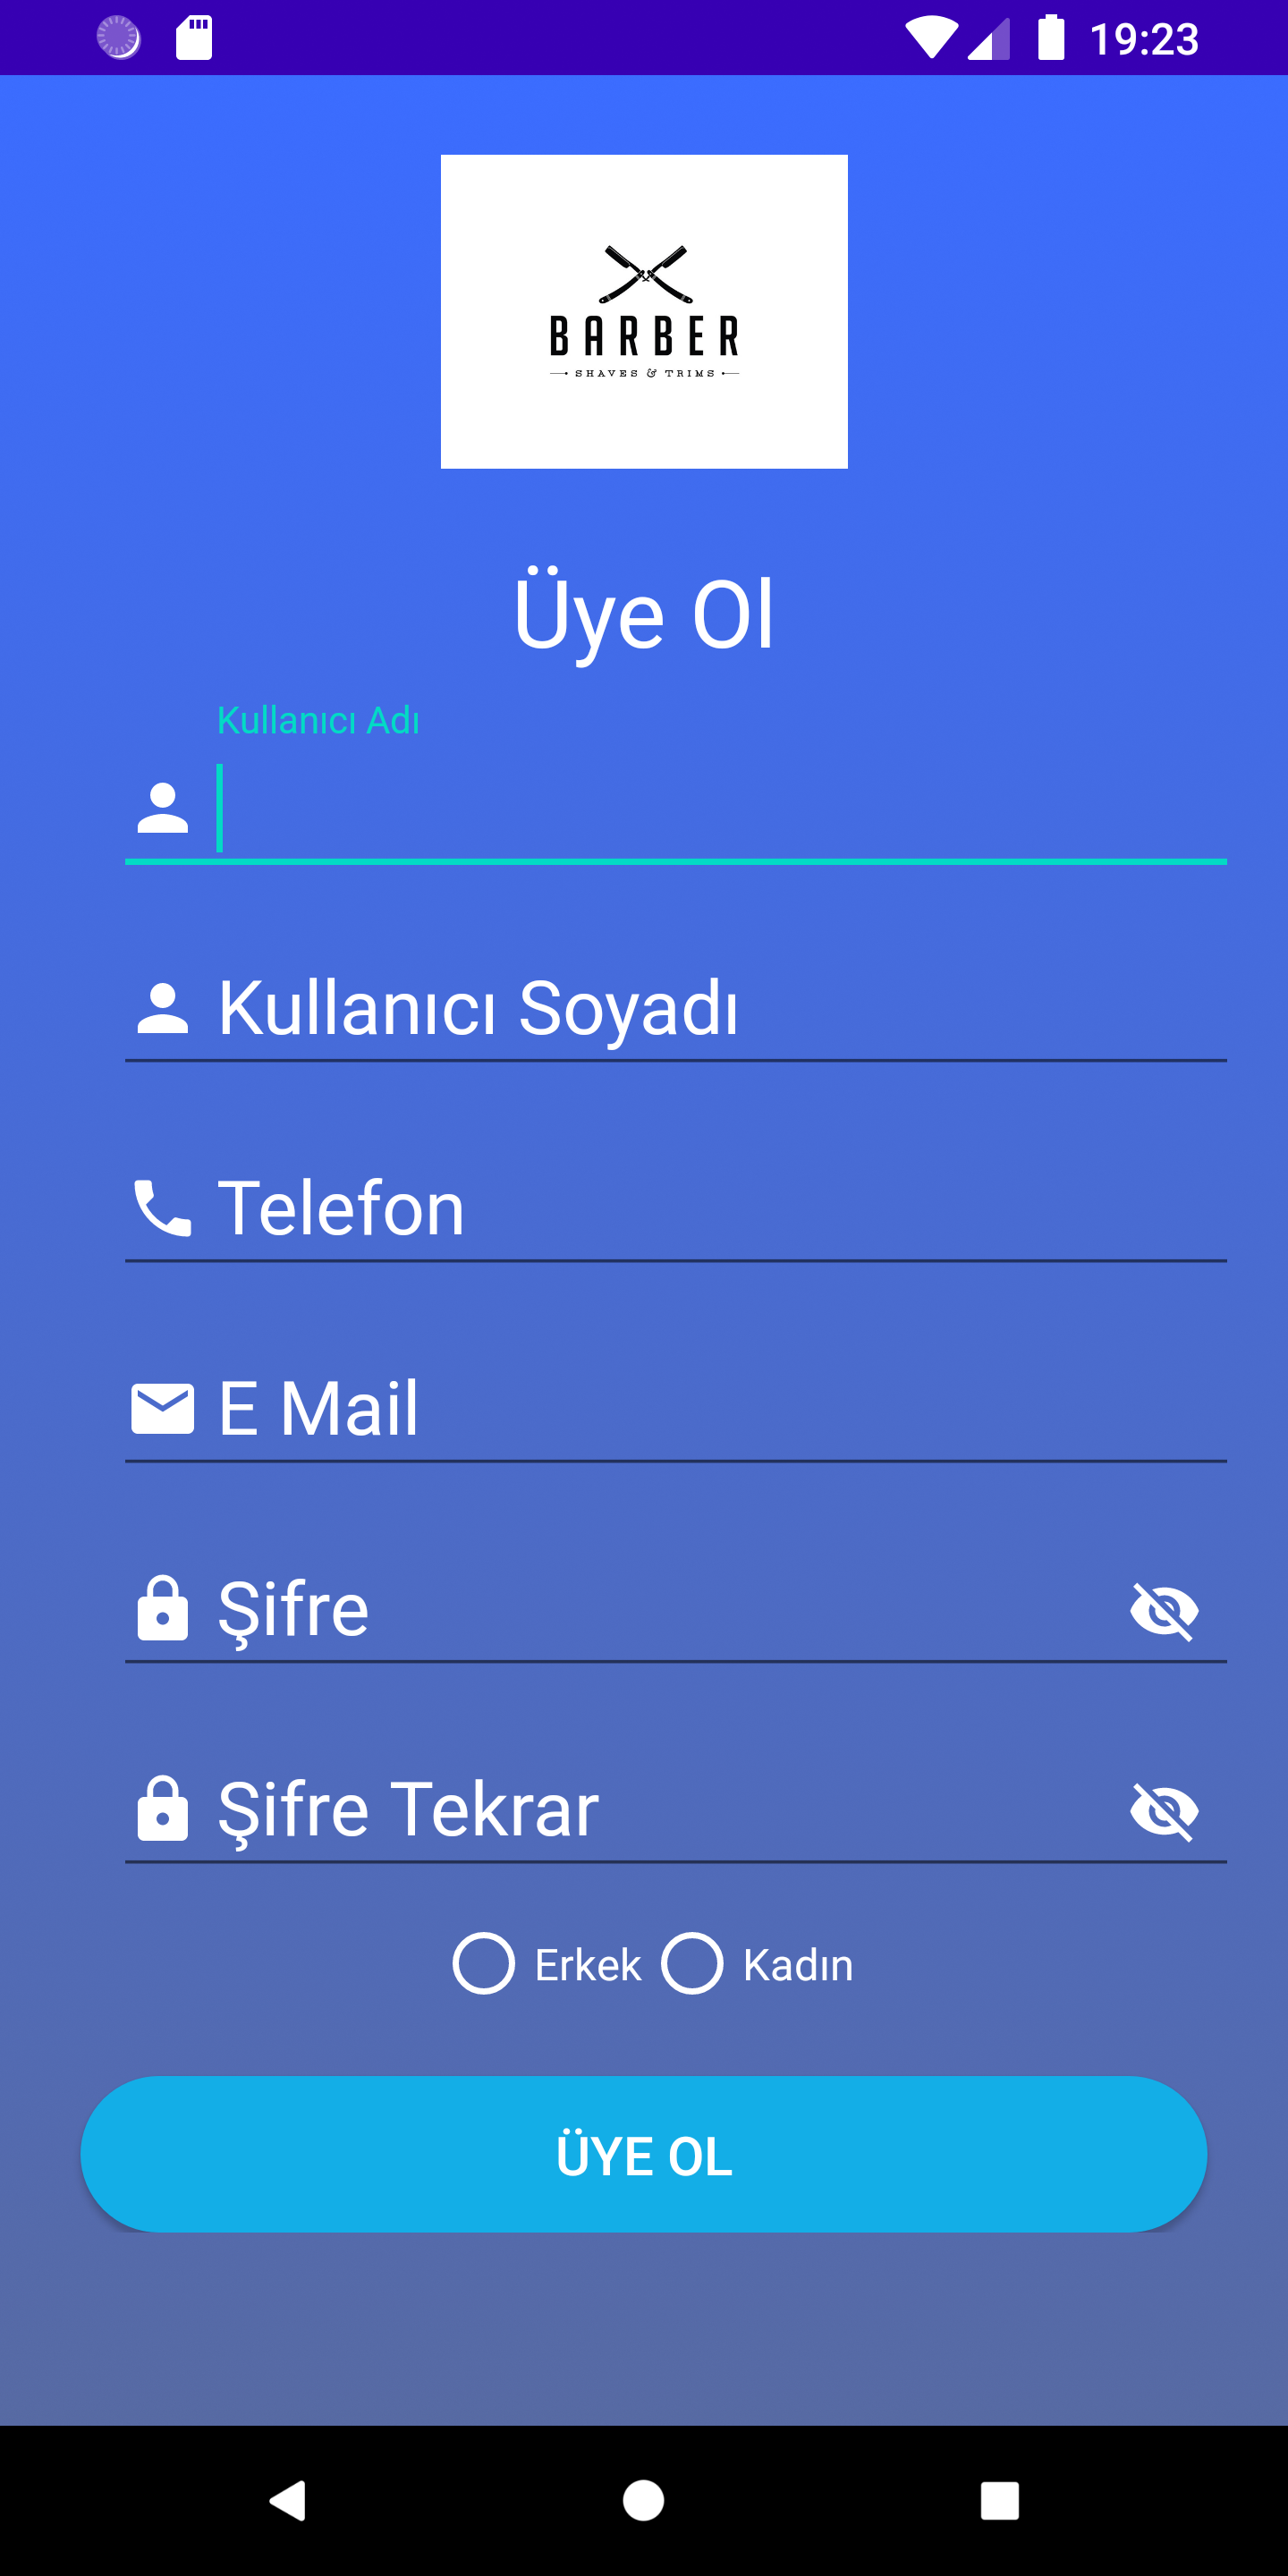 19:23
BARBER
SHAVES & TRIMS
Üye Ol
Kullanıcı Adı
Kullanıcı Soyadı
Telefon
E Mail
Şifre
Şifre Tekrar
Erkek Kadın
ÜYE OL